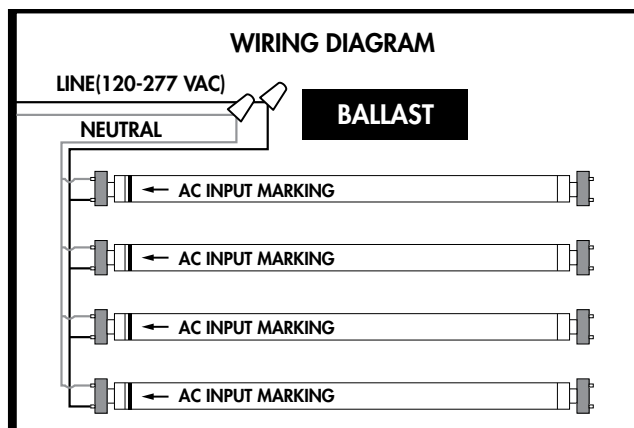 WIRING DIAGRAM
LINE(120-277 VAC)
BALLAST
NEUTRAL
AC INPUT MARKING
AC INPUT MARKING
AC INPUT MARKING
AC INPUT MARKING